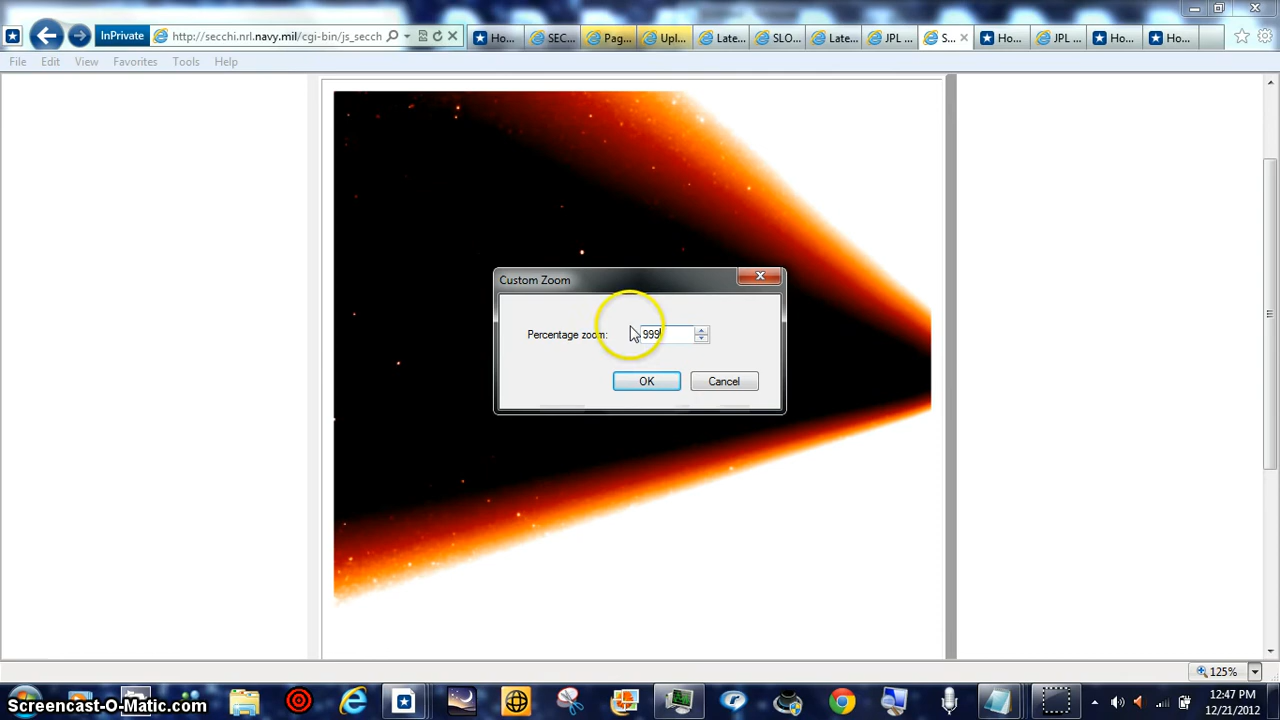 InPrivate
http://secchi.nrl.navy.mil/cgi-bin/js_secch
Ho...
SEC...
Pag...
Upl...
Late...
SLO...
Late...
JPL ...
S...
Ho...
JPL ...
Ho...
Ho...
File Edit View Favorites Tools Help
Custom Zoom
Percentage zoom: 999
OK Cancel
125%
12:47 PM
12/21/2012
Screencast-O-Matic.com